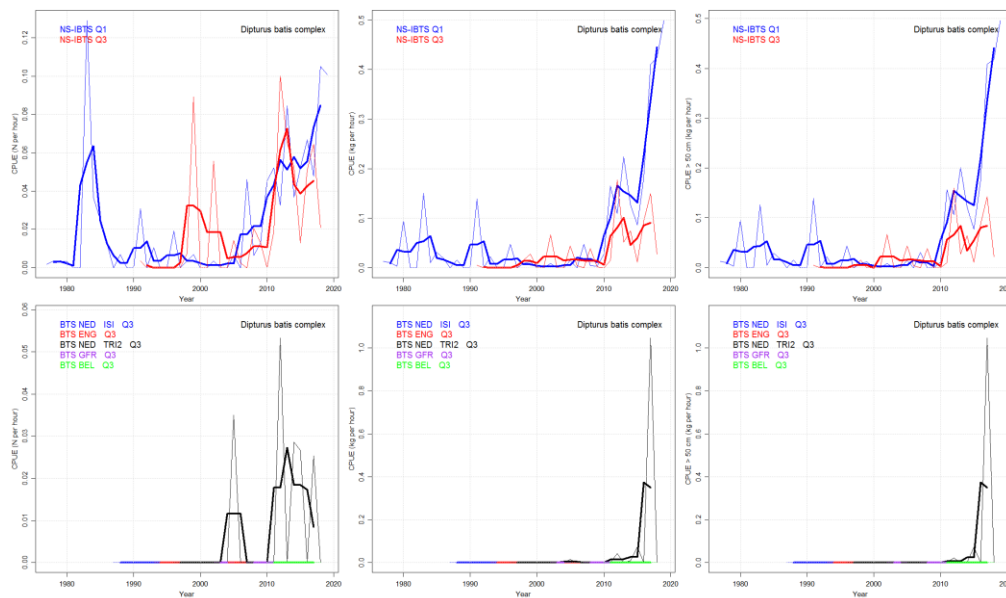 NS-IBTS Q1
NS-IBTS Q3
Dipturus batis complex
CPUE (N per hour)
0.00
0.02
0.04
0.06
0.08
0.10
0.12
1980
1990
2000
2010
2020
Year
NS-IBTS Q1
NS-IBTS Q3
Dipturus batis complex
CPUE (kg per hour)
0.0
0.1
0.2
0.3
0.4
0.5
1980
1990
2000
2010
2020
Year
NS-IBTS Q1
NS-IBTS Q3
Dipturus batis complex
CPUE > 50 cm (kg per hour)
0.0
0.1
0.2
0.3
0.4
0.5
1980
1990
2000
2010
2020
Year
BTS NED ISI Q3
BTS ENG Q3
BTS NED TRI2 Q3
BTS GFR Q3
BTS BEL Q3
Dipturus batis complex
CPUE (N per hour)
0.00
0.01
0.02
0.03
0.04
0.05
0.06
1980
1990
2000
2010
2020
Year
BTS NED ISI Q3
BTS ENG Q3
BTS NED TRI2 Q3
BTS GFR Q3
BTS BEL Q3
Dipturus batis complex
CPUE (kg per hour)
0.0
0.2
0.4
0.6
0.8
1.0
1980
1990
2000
2010
2020
Year
BTS NED ISI Q3
BTS ENG Q3
BTS NED TRI2 Q3
BTS GFR Q3
BTS BEL Q3
Dipturus batis complex
CPUE > 50 cm (kg per hour)
0.0
0.2
0.4
0.6
0.8
1.0
1980
1990
2000
2010
2020
Year